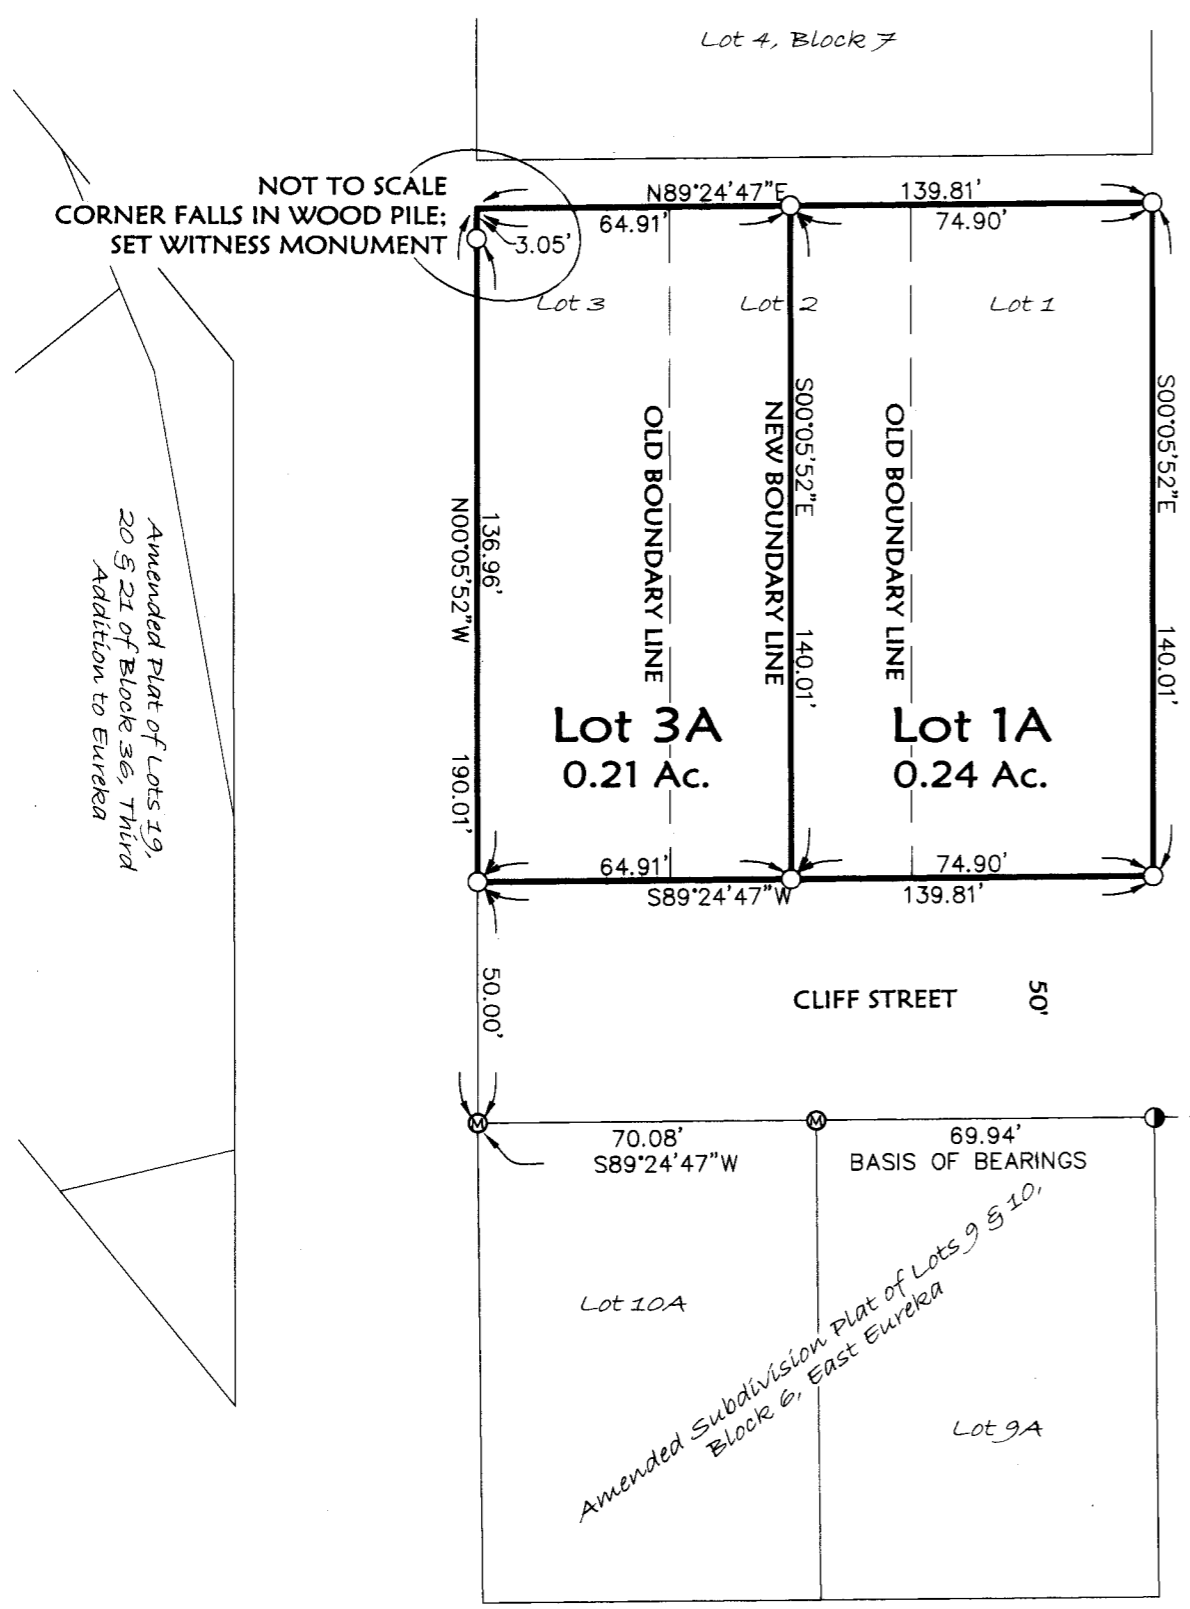 Lot 4, Block 7
NOT TO SCALE
CORNER FALLS IN WOOD PILE;
SET WITNESS MONUMENT
3.05'
N89°24'47"E
139.81'
64.91'
74.90'
Lot 3
Lot 2
Lot 1
OLD BOUNDARY LINE
NEW BOUNDARY LINE
S00°05'52"E
140.01'
OLD BOUNDARY LINE
S00°05'52"E
140.01'
136.96'
N00°05'52"W
190.01'
Amended Plat of Lots 19,
20 & 21 of Block 36, Third
Addition to Eureka
Lot 3A
0.21 Ac.
Lot 1A
0.24 Ac.
64.91'
74.90'
S89°24'47"W
139.81'
50.00'
CLIFF STREET
50'
M
M
70.08'
S89°24'47"W
69.94'
BASIS OF BEARINGS
Amended Subdivision Plat of Lots 9 & 10,
Block 6, East Eureka
Lot 10A
Lot 9A